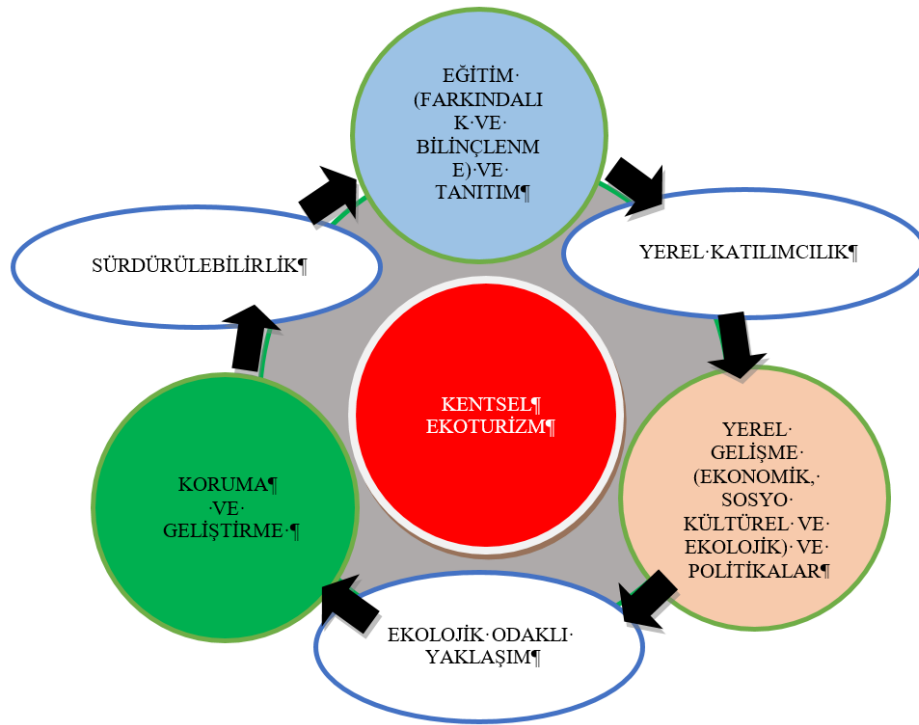 EĞİTİM·
(FARKINDALI
K·VE·
BİLİNÇLENM
E)·VE·
TANITIM¶
YEREL·KATILIMCILIK¶
YEREL·
GELİŞME·
(EKONOMİK,·
SOSYO·
KÜLTÜREL·VE·
EKOLOJİK)·VE·
POLİTİKALAR¶
EKOLOJİK·ODAKLI·
YAKLAŞIM¶
KORUMA¶
·VE·
GELİŞTİRME·¶
SÜRDÜRÜLEBİLİRLİK¶
KENTSEL¶
EKOTURİZM¶